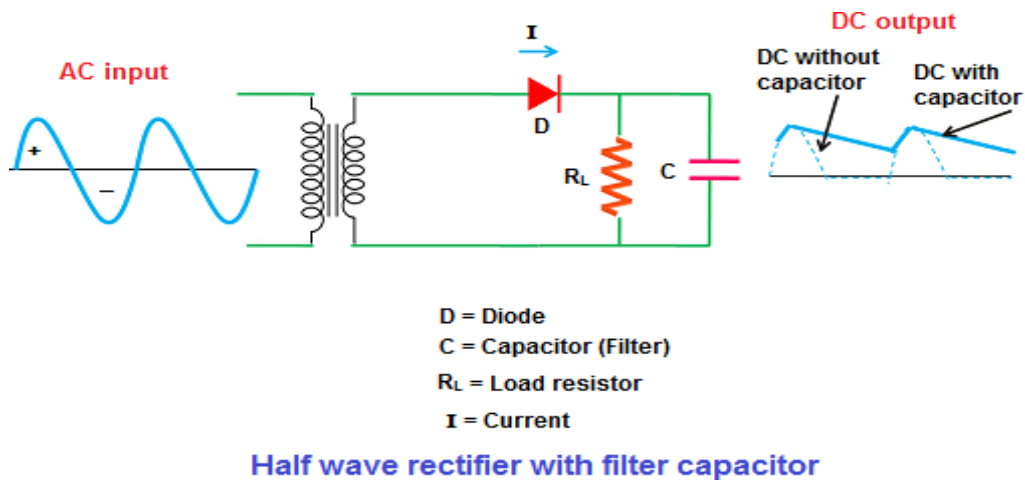 DC output
I
DC without
capacitor
DC with
capacitor
AC input
+
−
D
RL
C
D = Diode
C = Capacitor (Filter)
RL = Load resistor
I = Current
Half wave rectifier with filter capacitor